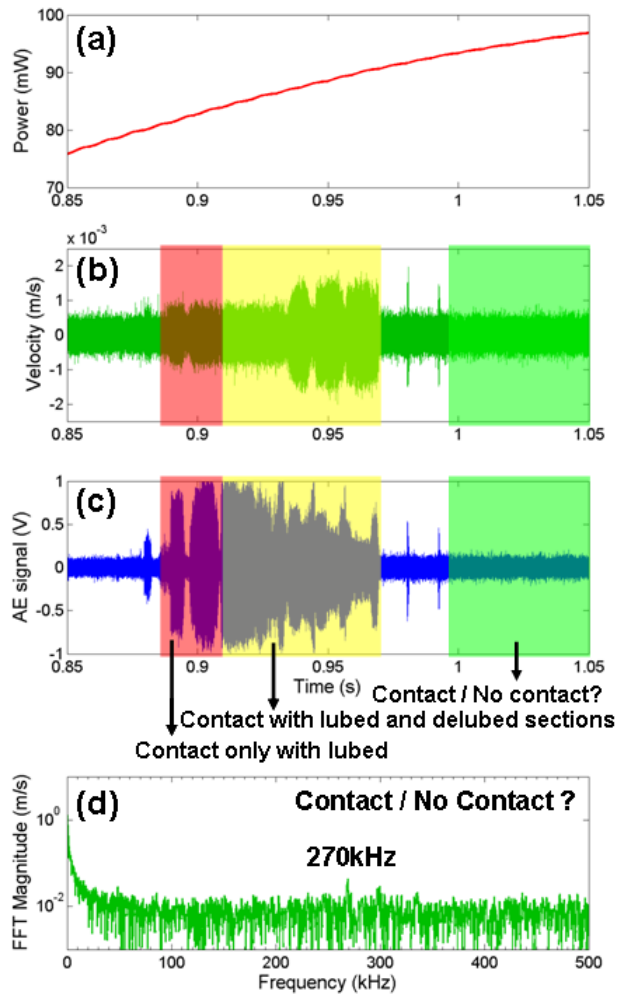 (a)
Power (mW)
100
90
80
70
0.85 0.9 0.95 1 1.05
x 10-3
(b)
Velocity (m/s)
2
1
0
-1
-2
0.85 0.9 0.95 1 1.05
(c)
AE signal (V)
1
0.5
0
-0.5
-1
0.85 0.9 0.95 1 1.05
Time (s)
Contact / No contact?
Contact with lubed and delubed sections
Contact only with lubed
(d)
Contact / No Contact ?
270kHz
FFT Magnitude (m/s)
10^0
10^-2
0 100 200 300 400 500
Frequency (kHz)